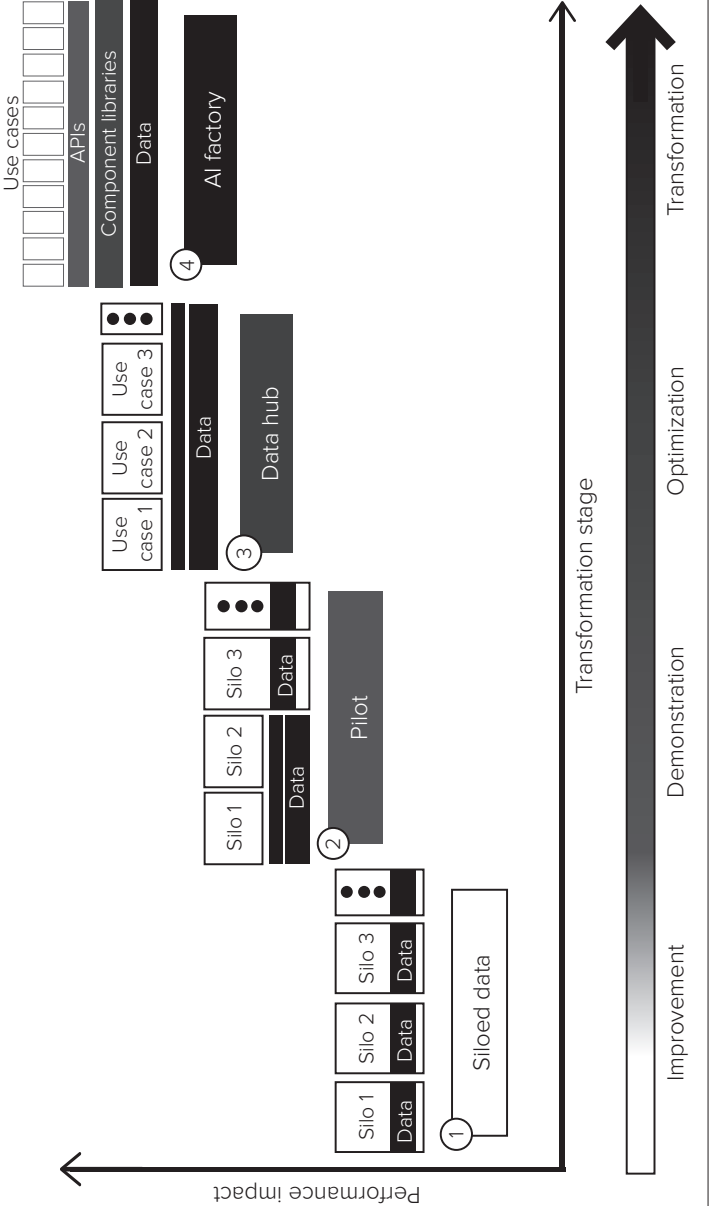 Performance impact
Silo 1
Data
Silo 2
Data
Silo 3
Data
1
Siloed data
Silo 1
Silo 2
Data
Silo 3
Data
2
Pilot
Use
case 1
Use
case 2
Use
case 3
Data
3
Data hub
Use cases
APIs
Component libraries
Data
4
AI factory
Transformation stage
Improvement
Demonstration
Optimization
Transformation